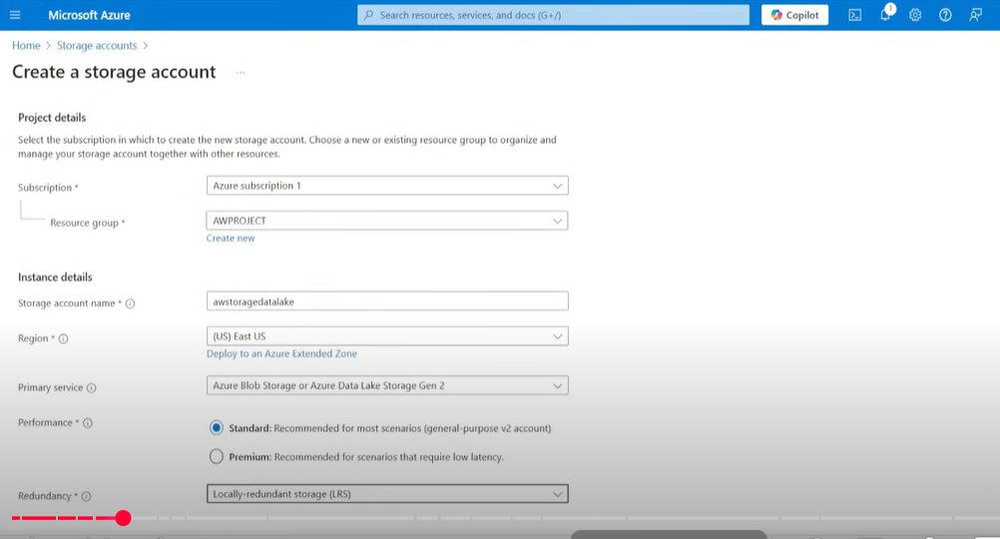 Microsoft Azure
Search resources, services, and docs (G+/)
Copilot
1
Home > Storage accounts >
Create a storage account ...
Project details
Select the subscription in which to create the new storage account. Choose a new or existing resource group to organize and
manage your storage account together with other resources.
Subscription *
Azure subscription 1
Resource group *
AWPROJECT
Create new
Instance details
Storage account name *
awstoragedatalake
Region *
(US) East US
Deploy to an Azure Extended Zone
Primary service
Azure Blob Storage or Azure Data Lake Storage Gen 2
Performance *
Standard: Recommended for most scenarios (general-purpose v2 account)
Premium: Recommended for scenarios that require low latency.
Redundancy *
Locally-redundant storage (LRS)